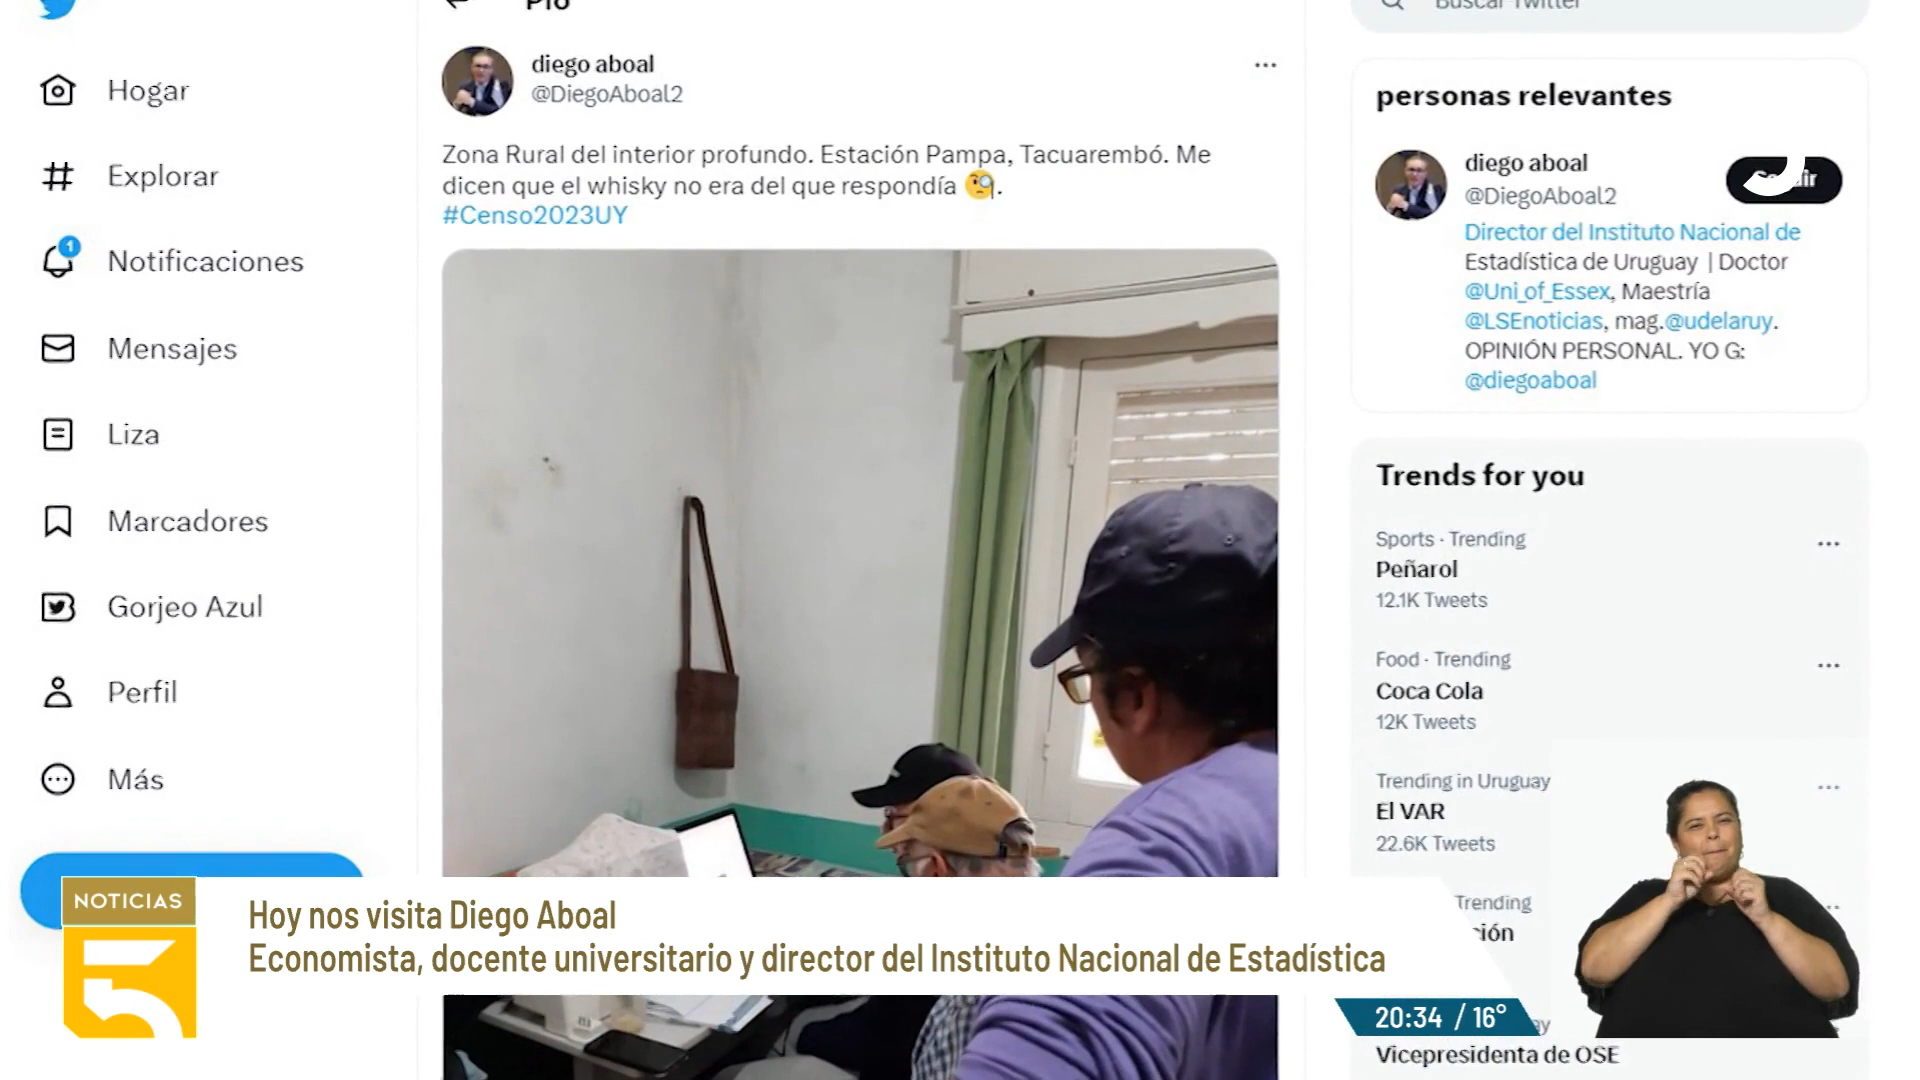 Hogar
Explorar
1
Notificaciones
Mensajes
Liza
Marcadores
Gorjeo Azul
Perfil
Más
diego aboal
@DiegoAboal2
Zona Rural del interior profundo. Estación Pampa, Tacuarembó. Me
dicen que el whisky no era del que respondía 🧐.
#Censo2023UY
Buscar Twitter
personas relevantes
diego aboal
@DiegoAboal2
Director del Instituto Nacional de
Estadística de Uruguay | Doctor
@Uni_of_Essex, Maestría
@LSEnoticias, mag.@udelaruy.
OPINIÓN PERSONAL. YO G:
@diegoaboal
Trends for you
Sports · Trending
Peñarol
12.1K Tweets
Food · Trending
Coca Cola
12K Tweets
Trending in Uruguay
El VAR
22.6K Tweets
Trending
Vicepresidenta de OSE
NOTICIAS
5
Hoy nos visita Diego Aboal
Economista, docente universitario y director del Instituto Nacional de Estadística
20:34 / 16°